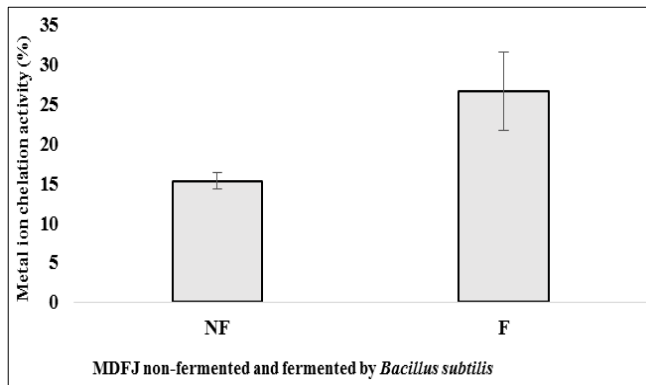 Metal ion chelation activity (%)
35
30
25
20
15
10
5
0
NF F
MDFJ non-fermented and fermented by Bacillus subtilis